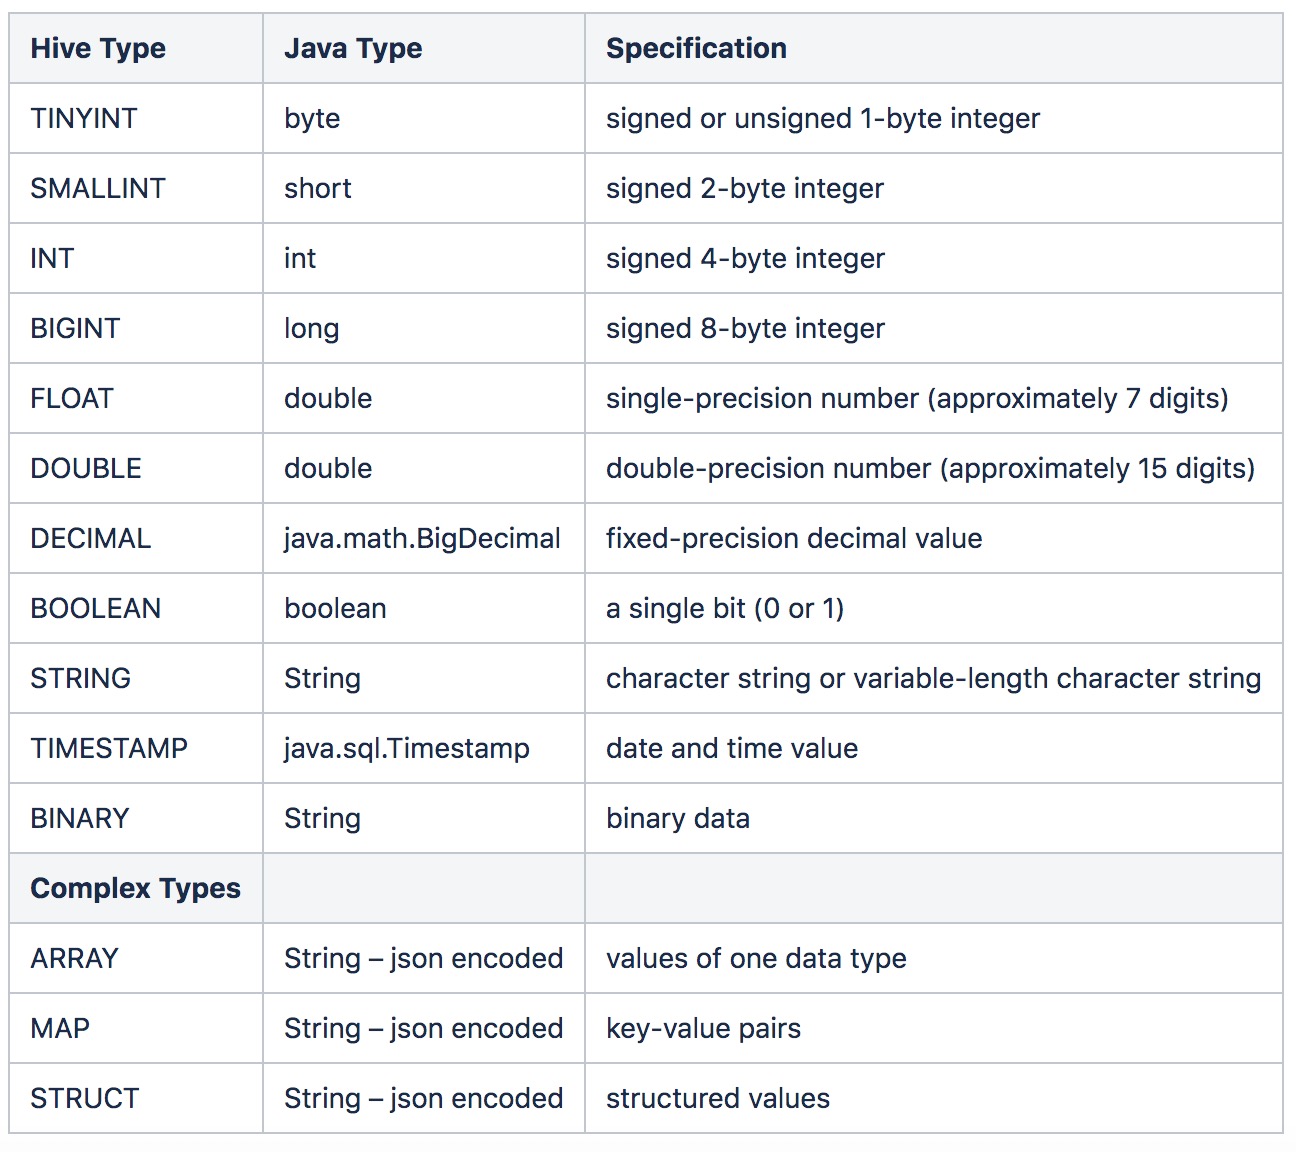 Hive Type Java Type Specification
TINYINT byte signed or unsigned 1-byte integer
SMALLINT short signed 2-byte integer
INT int signed 4-byte integer
BIGINT long signed 8-byte integer
FLOAT double single-precision number (approximately 7 digits)
DOUBLE double double-precision number (approximately 15 digits)
DECIMAL java.math.BigDecimal fixed-precision decimal value
BOOLEAN boolean a single bit (0 or 1)
STRING String character string or variable-length character string
TIMESTAMP java.sql.Timestamp date and time value
BINARY String binary data
Complex Types
ARRAY String – json encoded values of one data type
MAP String – json encoded key-value pairs
STRUCT String – json encoded structured values